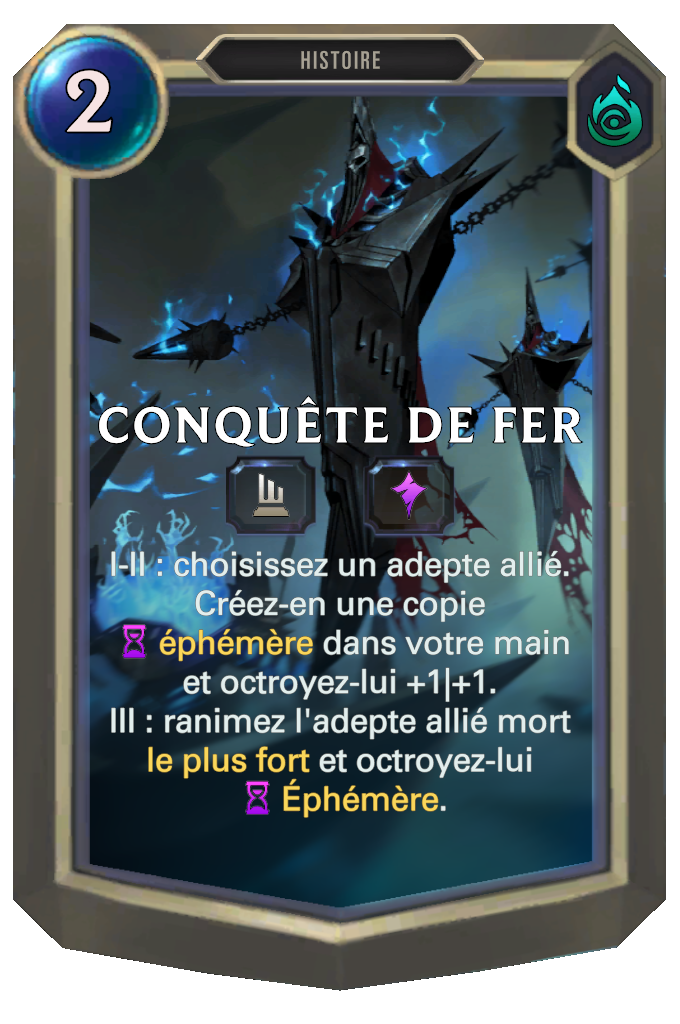 HISTOIRE
2
CONQUÊTE DE FER
I-II : choisissez un adepte allié.
Créez-en une copie
éphémère dans votre main
et octroyez-lui +1|+1.
III : ranimez l'adepte allié mort
le plus fort et octroyez-lui
Éphémère.